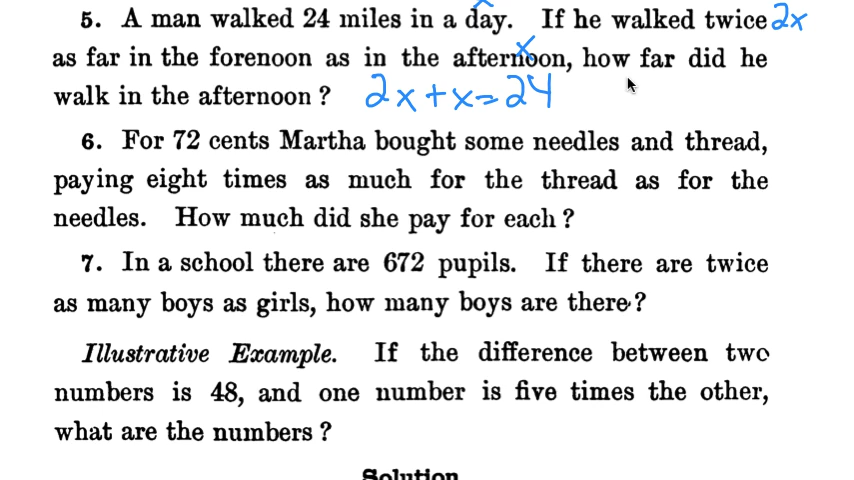 5. A man walked 24 miles in a day. If he walked twice 2x
as far in the forenoon as in the afternoon, how far did he
x
walk in the afternoon? 2x+x=24
6. For 72 cents Martha bought some needles and thread,
paying eight times as much for the thread as for the
needles. How much did she pay for each?
7. In a school there are 672 pupils. If there are twice
as many boys as girls, how many boys are there?
Illustrative Example. If the difference between two
numbers is 48, and one number is five times the other,
what are the numbers?
Solution